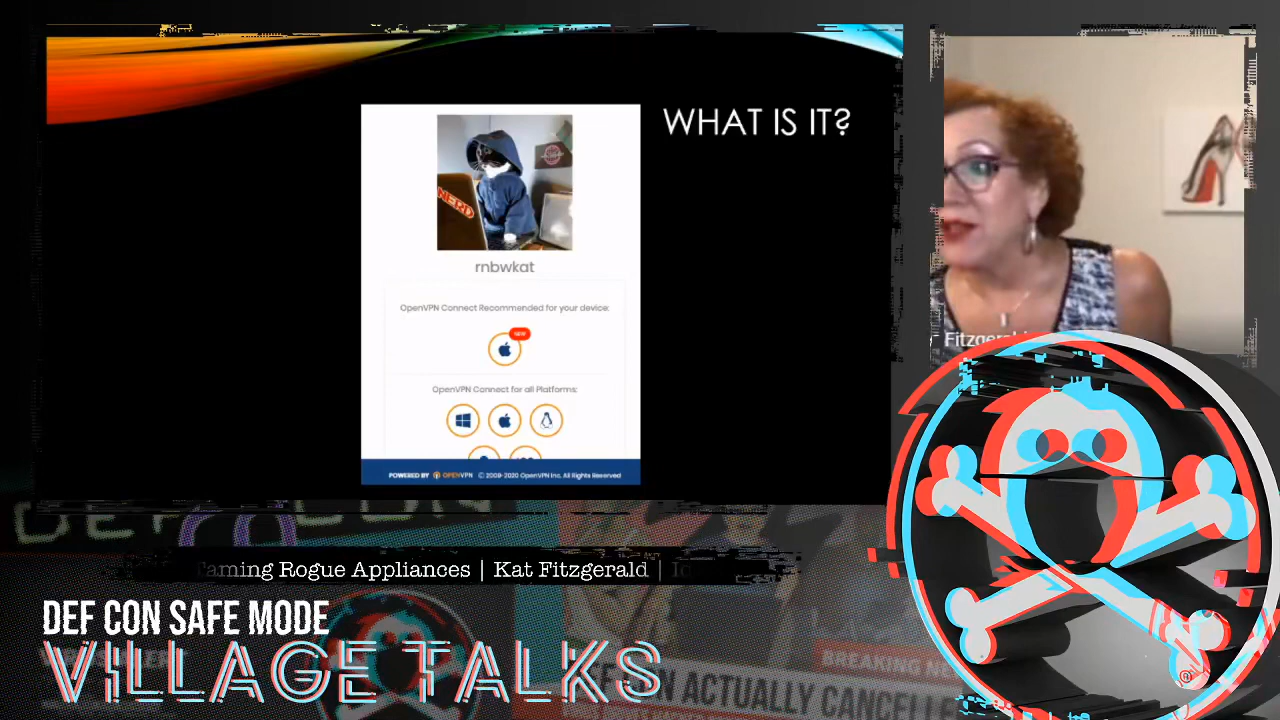 WHAT IS IT?
NERD
rnbwkat
OpenVPN Connect Recommended for your device:
NEW
OpenVPN Connect for all Platforms:
POWERED BY OPENVPN © 2009-2020 OpenVPN Inc. All Rights Reserved
Fitzgerald
Taming Rogue Appliances | Kat Fitzgerald |
DEF CON SAFE MODE
VILLAGE TALKS
DEF CON
BREAKING
ACTUALLY
®